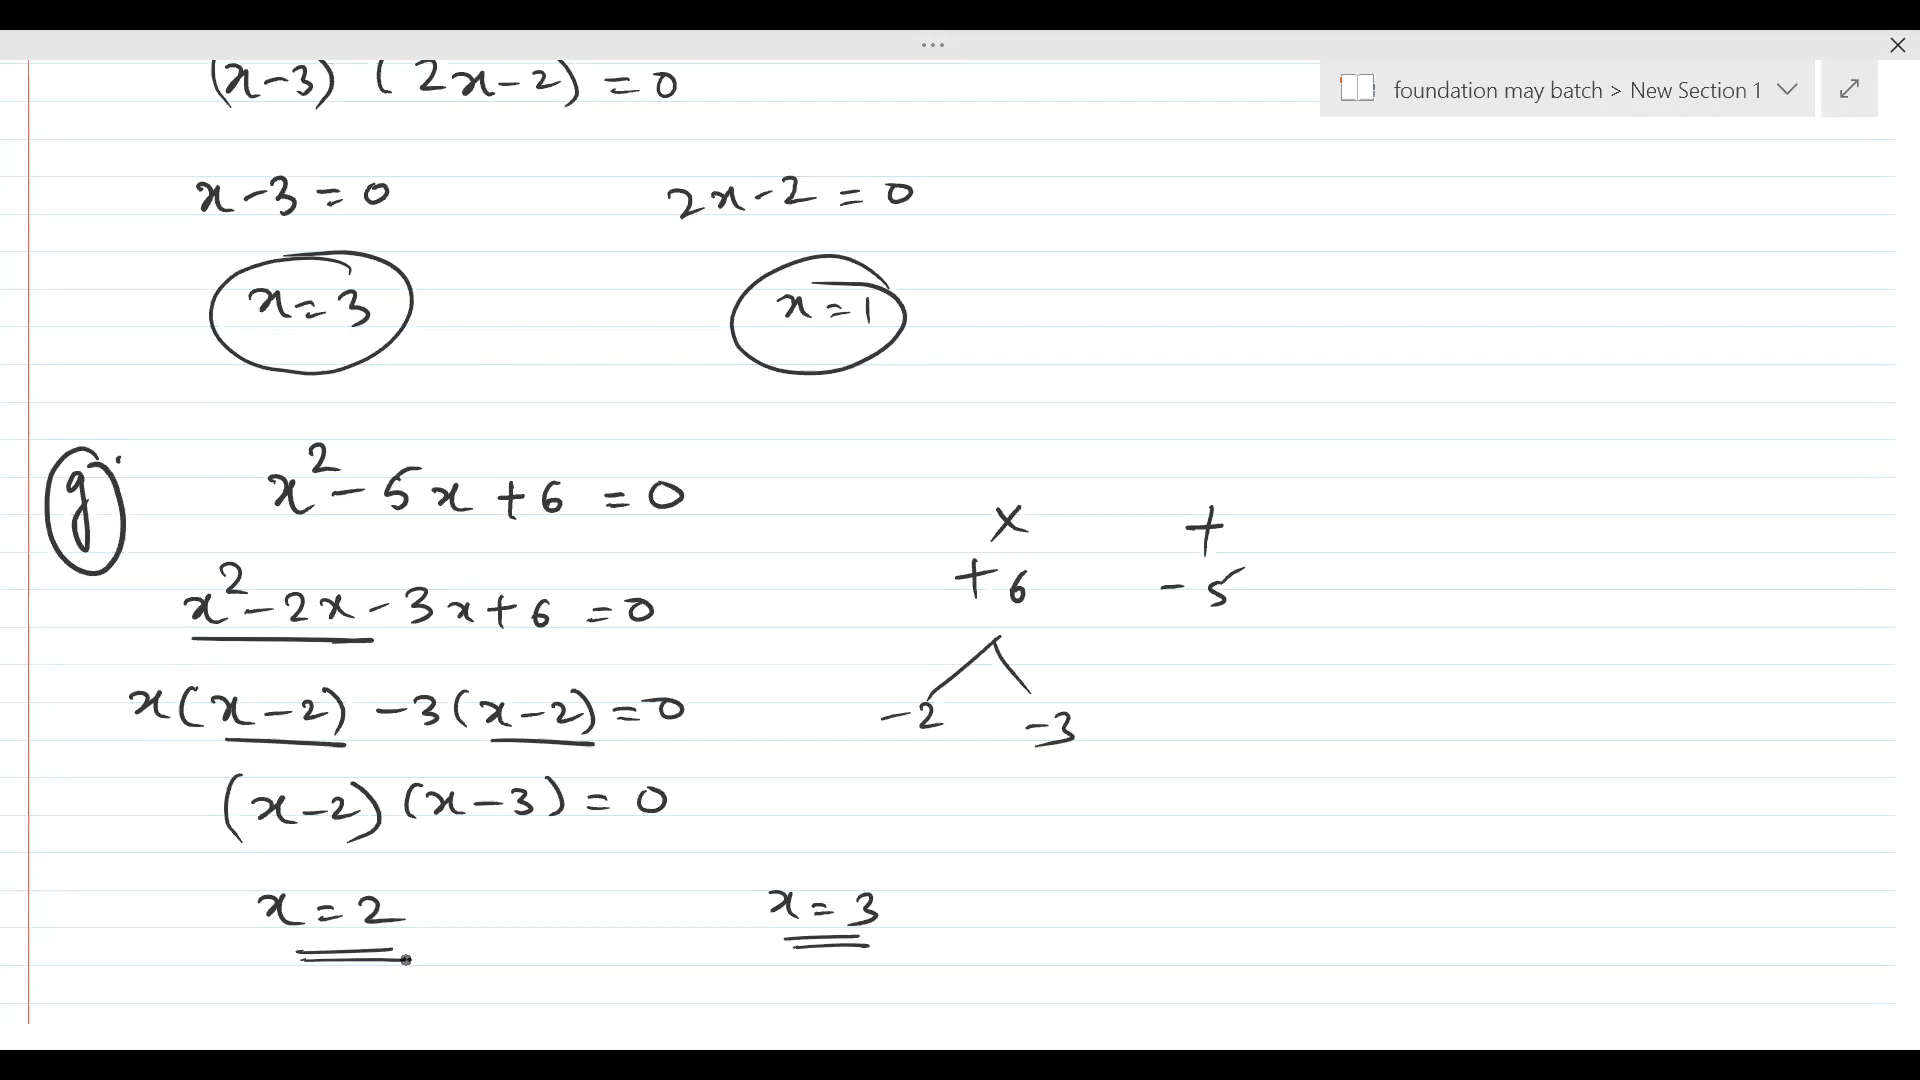 (x-3) (2x-2) = 0
foundation may batch > New Section 1
x-3=0 2x-2=0
x=3 x=1
g) x²-5x+6=0
× +
x²-2x-3x+6=0 +6 -5
x(x-2)-3(x-2)=0 -2 -3
(x-2)(x-3)=0
x=2 x=3